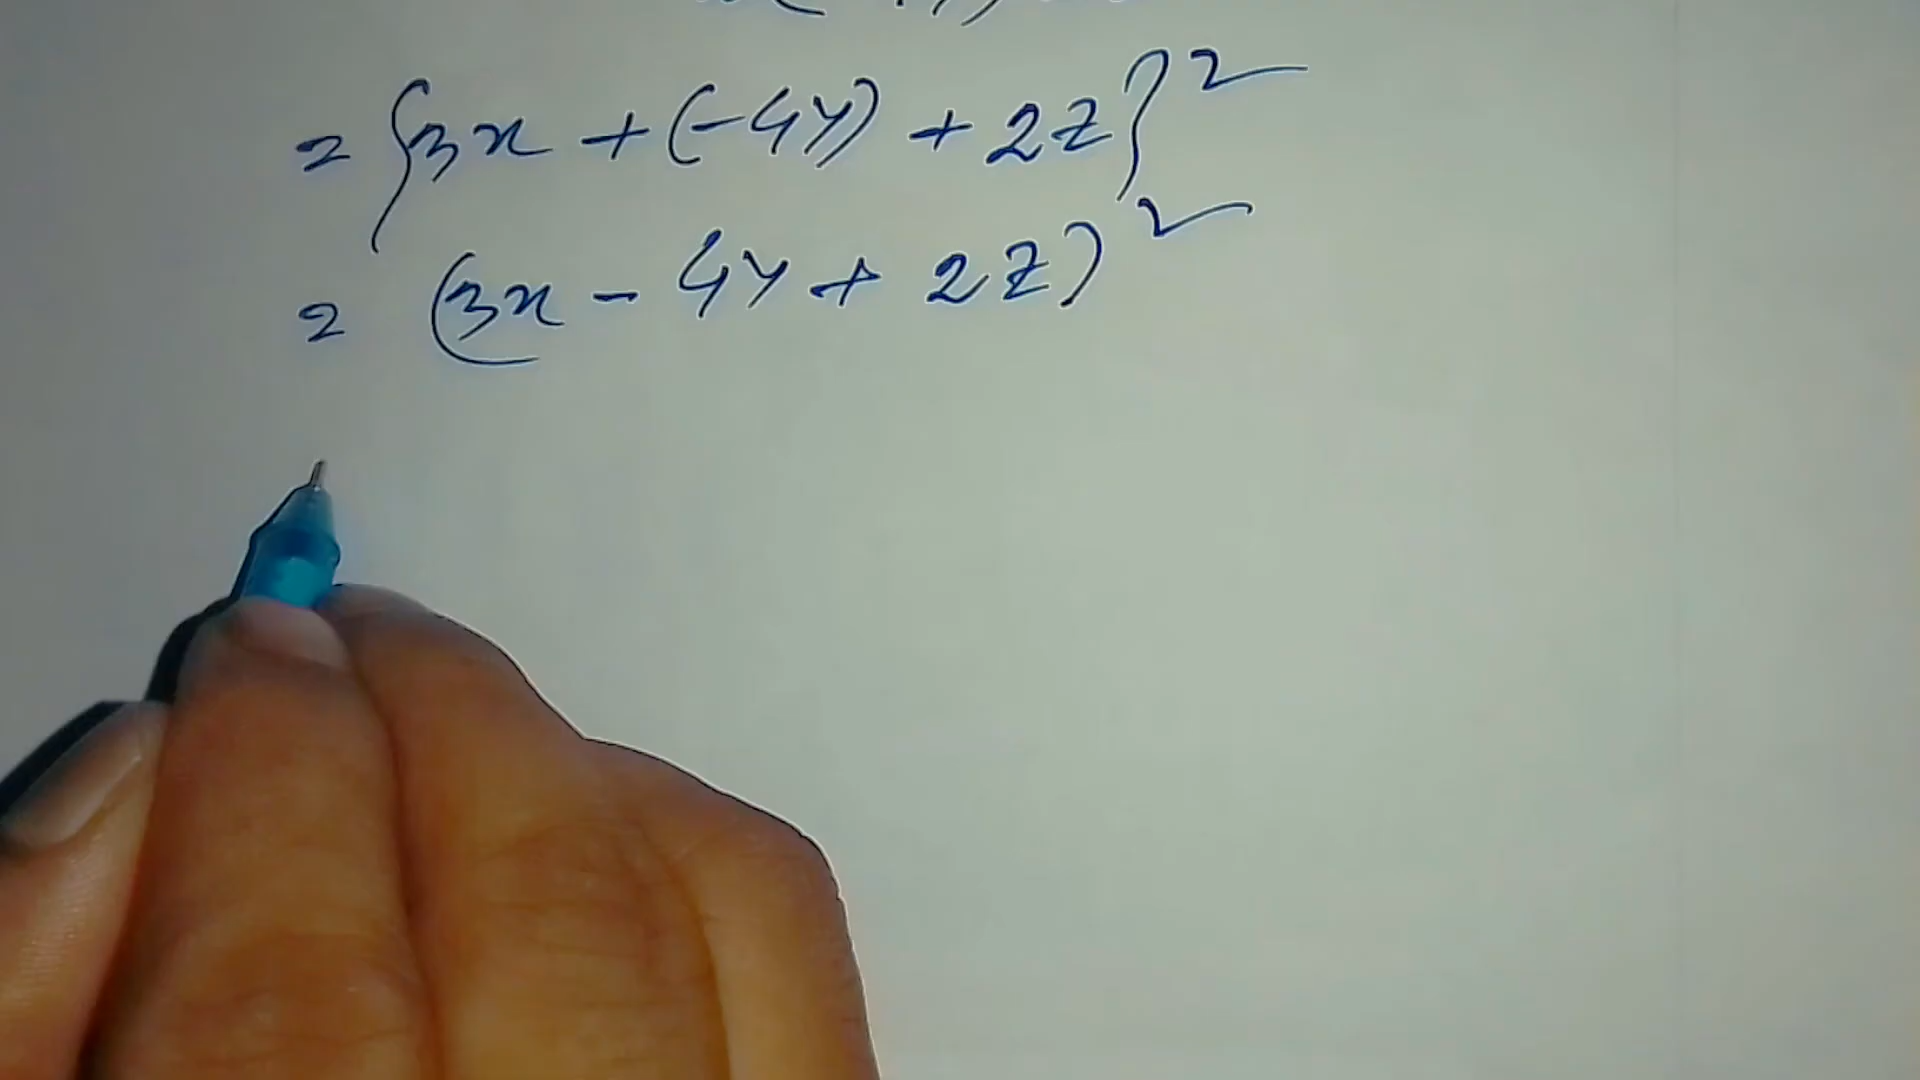 = {3x + (-4y) + 2z}²
= (3x - 4y + 2z)²